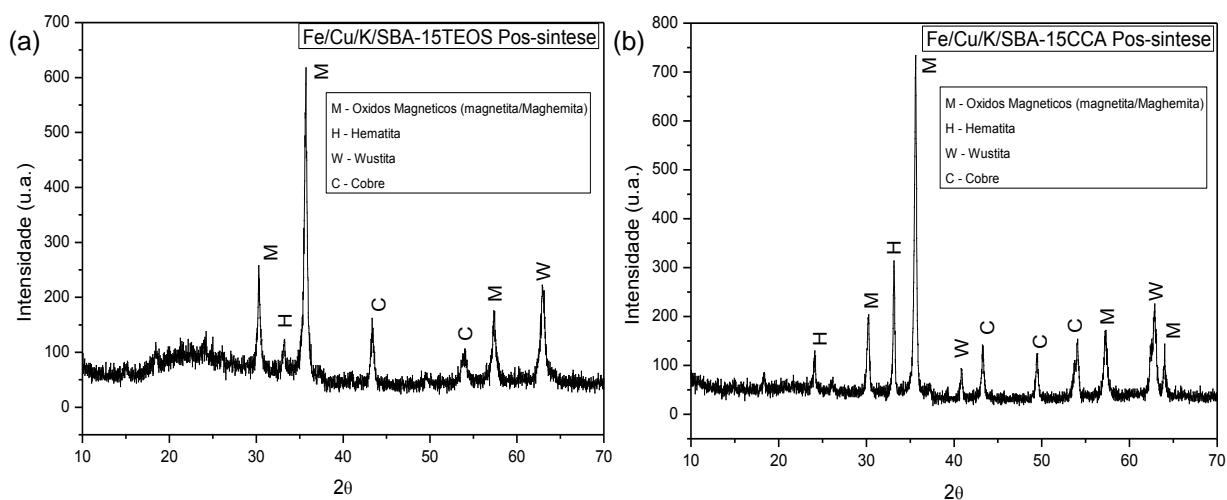 (a)
Fe/Cu/K/SBA-15TEOS Pos-sintese
M - Oxidos Magneticos (magnetita/Maghemita)
H - Hematita
W - Wustita
C - Cobre
Intensidade (u.a.)
700
600
500
400
300
200
100
0
M
H
M
C
C
M
W
10 20 30 40 50 60 70
2θ
(b)
Fe/Cu/K/SBA-15CCA Pos-sintese
M - Oxidos Magneticos (magnetita/Maghemita)
H - Hematita
W - Wustita
C - Cobre
Intensidade (u.a.)
800
700
600
500
400
300
200
100
0
H
M
H
M
W
C
C
C
M
W
M
10 20 30 40 50 60 70
2θ